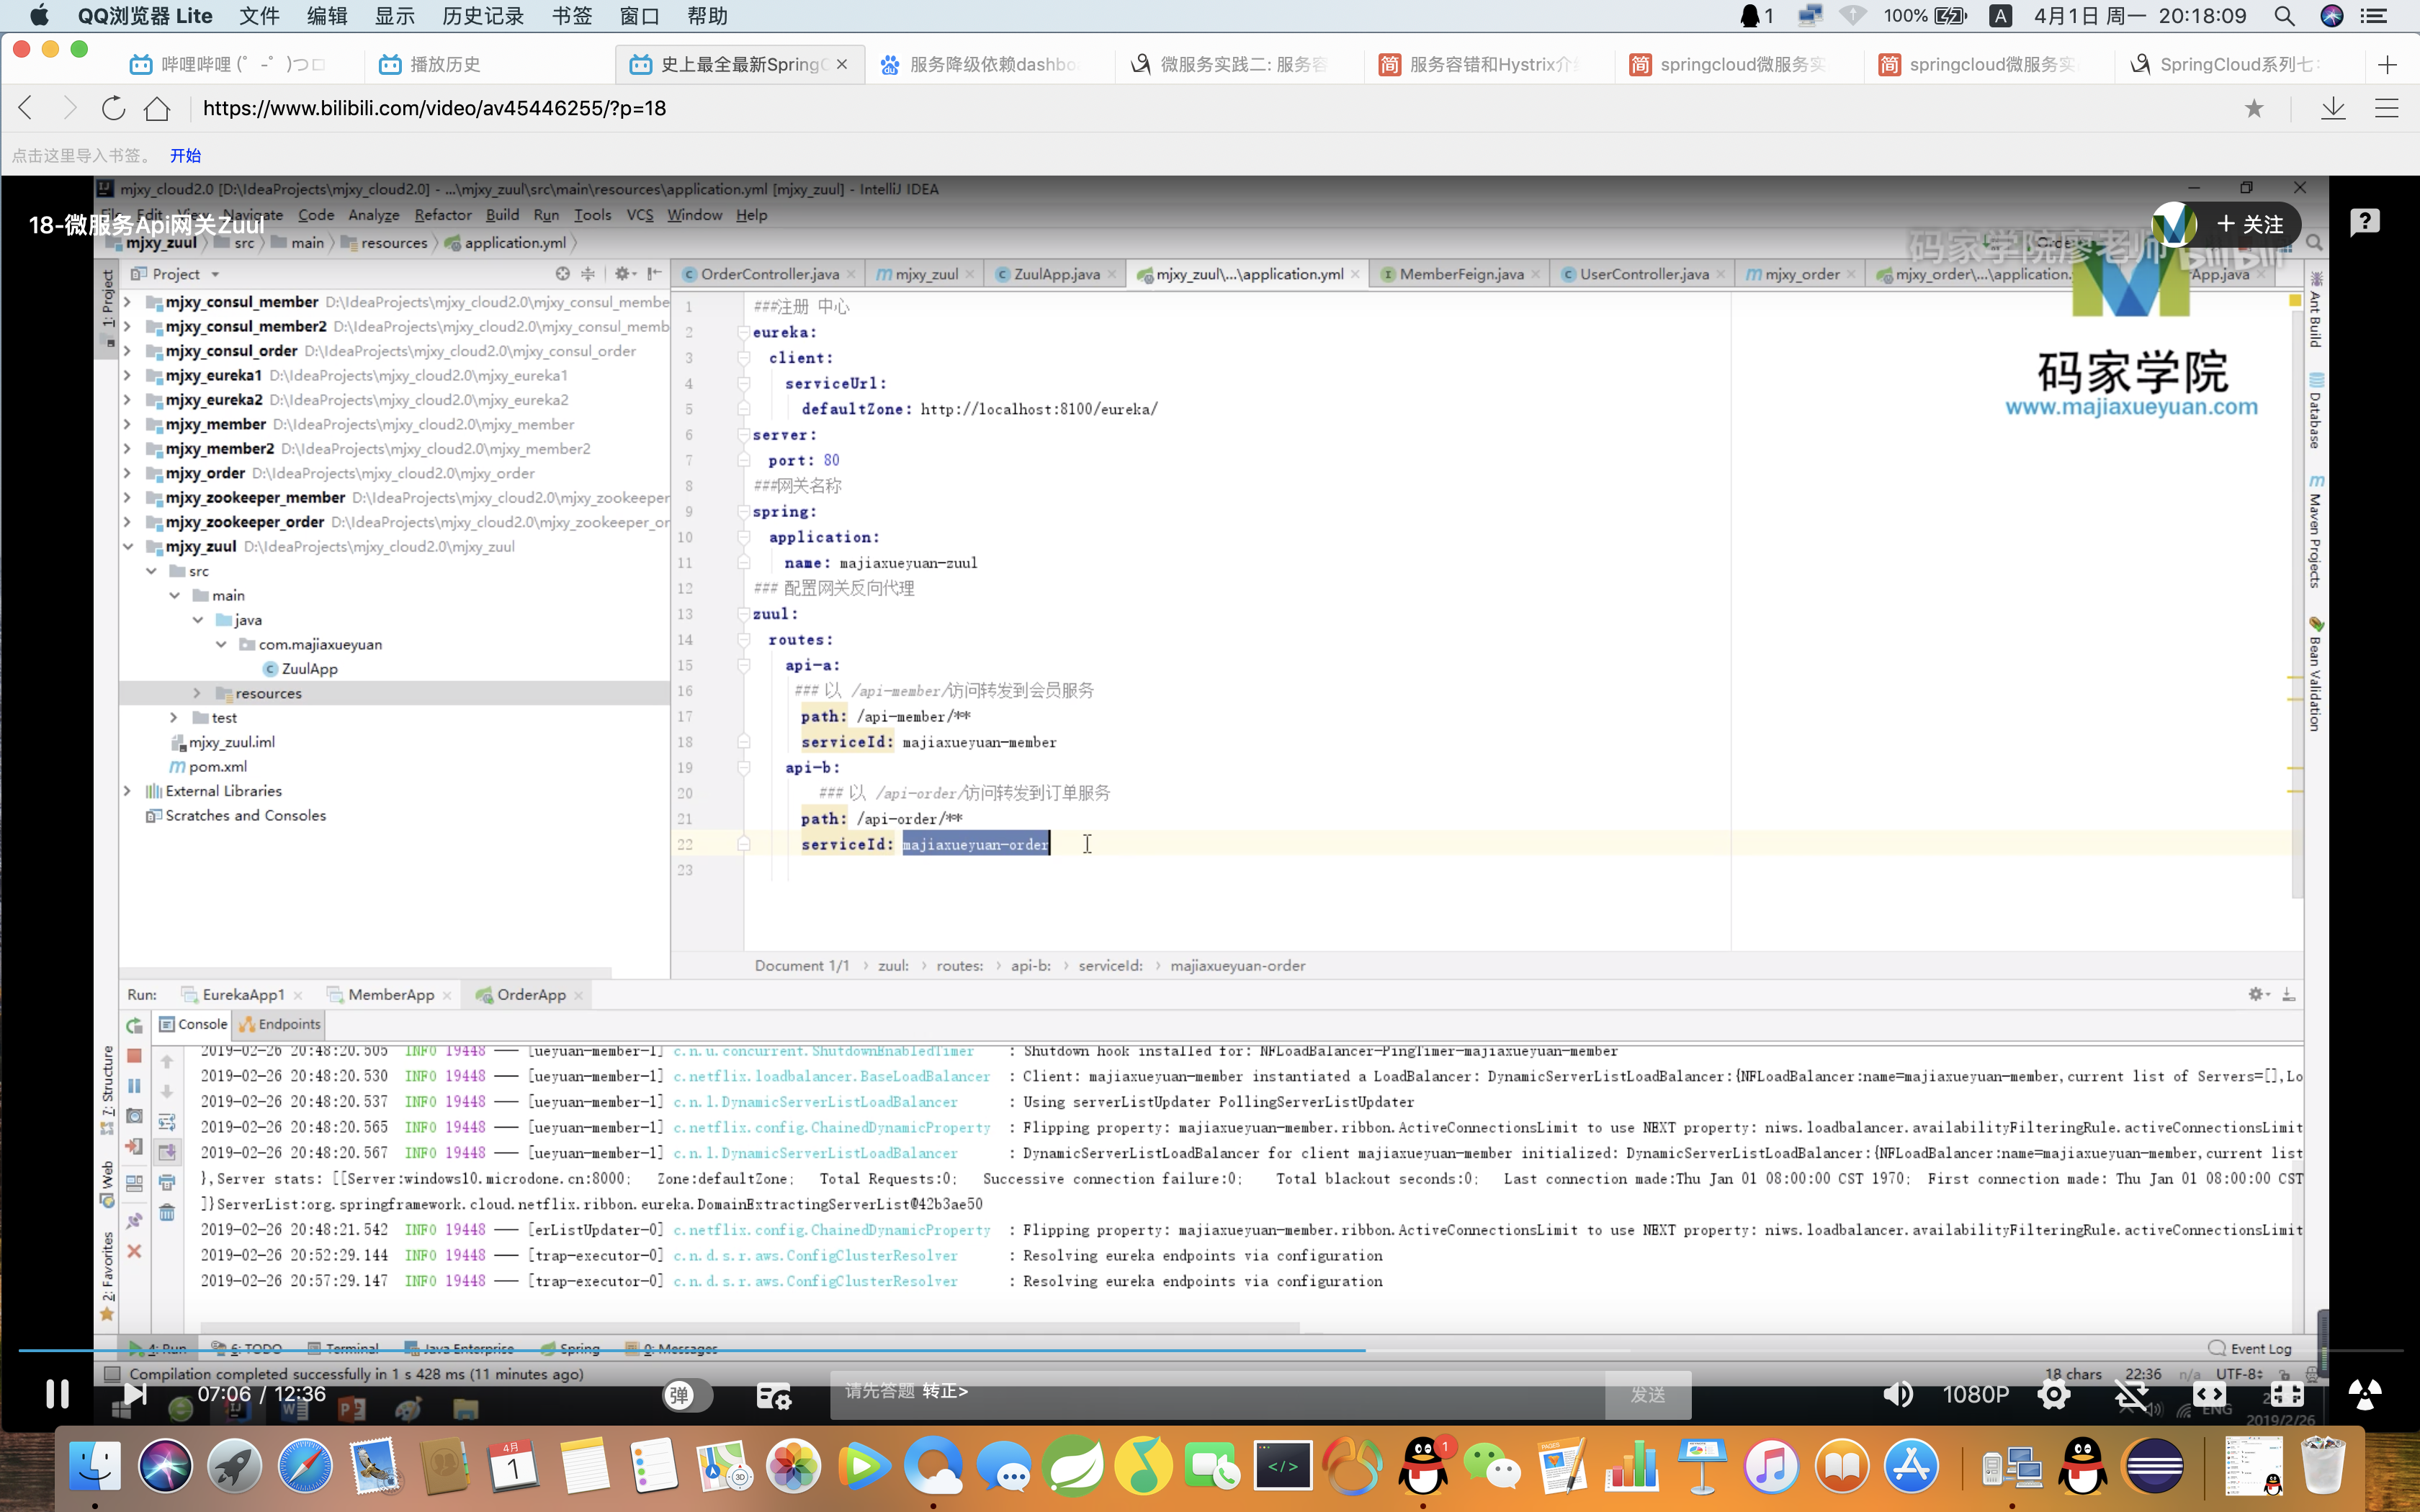 QQ浏览器 Lite 文件 编辑 显示 历史记录 书签 窗口 帮助 1 100% A 4月1日 周一 20:18:09
哔哩哔哩 (゜-゜)つロ 播放历史 史上最全最新SpringC 服务降级依赖dashbo 微服务实践二: 服务容 服务容错和Hystrix介绍 springcloud微服务实 springcloud微服务实 SpringCloud系列七:
https://www.bilibili.com/video/av45446255/?p=18
点击这里导入书签。 开始
mjxy_cloud2.0 [D:\IdeaProjects\mjxy_cloud2.0] - ...\mjxy_zuul\src\main\resources\application.yml [mjxy_zuul] - IntelliJ IDEA
File Edit View Navigate Code Analyze Refactor Build Run Tools VCS Window Help
18-微服务Api网关Zuul
+ 关注
mjxy_zuul src main resources application.yml
码家学院廖老师 bilibili
Project
OrderController.java mjxy_zuul ZuulApp.java mjxy_zuul\...\application.yml MemberFeign.java UserController.java mjxy_order mjxy_order\...\application. App.java
1: Project
mjxy_consul_member D:\IdeaProjects\mjxy_cloud2.0\mjxy_consul_membe
mjxy_consul_member2 D:\IdeaProjects\mjxy_cloud2.0\mjxy_consul_memb
mjxy_consul_order D:\IdeaProjects\mjxy_cloud2.0\mjxy_consul_order
mjxy_eureka1 D:\IdeaProjects\mjxy_cloud2.0\mjxy_eureka1
mjxy_eureka2 D:\IdeaProjects\mjxy_cloud2.0\mjxy_eureka2
mjxy_member D:\IdeaProjects\mjxy_cloud2.0\mjxy_member
mjxy_member2 D:\IdeaProjects\mjxy_cloud2.0\mjxy_member2
mjxy_order D:\IdeaProjects\mjxy_cloud2.0\mjxy_order
mjxy_zookeeper_member D:\IdeaProjects\mjxy_cloud2.0\mjxy_zookeeper
mjxy_zookeeper_order D:\IdeaProjects\mjxy_cloud2.0\mjxy_zookeeper_or
mjxy_zuul D:\IdeaProjects\mjxy_cloud2.0\mjxy_zuul
src
main
java
com.majiaxueyuan
ZuulApp
resources
test
mjxy_zuul.iml
pom.xml
External Libraries
Scratches and Consoles
1 ###注册 中心
2 eureka:
3 client:
4 serviceUrl:
5 defaultZone: http://localhost:8100/eureka/
6 server:
7 port: 80
8 ###网关名称
9 spring:
10 application:
11 name: majiaxueyuan-zuul
12 ### 配置网关反向代理
13 zuul:
14 routes:
15 api-a:
16 ### 以 /api-member/访问转发到会员服务
17 path: /api-member/**
18 serviceId: majiaxueyuan-member
19 api-b:
20 ### 以 /api-order/访问转发到订单服务
21 path: /api-order/**
22 serviceId: majiaxueyuan-order
23
码家学院
www.majiaxueyuan.com
Ant Build
Database
Maven Projects
Bean Validation
Document 1/1 zuul: routes: api-b: serviceId: majiaxueyuan-order
Run: EurekaApp1 MemberApp OrderApp
Console Endpoints
7: Structure
Web
2: Favorites
2019-02-26 20:48:20.505 INFO 19448 --- [ueyuan-member-1] c.n.u.concurrent.ShutdownEnabledTimer : Shutdown hook installed for: NFLoadBalancer-PingTimer-majiaxueyuan-member
2019-02-26 20:48:20.530 INFO 19448 --- [ueyuan-member-1] c.netflix.loadbalancer.BaseLoadBalancer : Client: majiaxueyuan-member instantiated a LoadBalancer: DynamicServerListLoadBalancer:{NFLoadBalancer:name=majiaxueyuan-member,current list of Servers=[],Lo
2019-02-26 20:48:20.537 INFO 19448 --- [ueyuan-member-1] c.n.l.DynamicServerListLoadBalancer : Using serverListUpdater PollingServerListUpdater
2019-02-26 20:48:20.565 INFO 19448 --- [ueyuan-member-1] c.netflix.config.ChainedDynamicProperty : Flipping property: majiaxueyuan-member.ribbon.ActiveConnectionsLimit to use NEXT property: niws.loadbalancer.availabilityFilteringRule.activeConnectionsLimit
2019-02-26 20:48:20.567 INFO 19448 --- [ueyuan-member-1] c.n.l.DynamicServerListLoadBalancer : DynamicServerListLoadBalancer for client majiaxueyuan-member initialized: DynamicServerListLoadBalancer:{NFLoadBalancer:name=majiaxueyuan-member,current list
},Server stats: [[Server:windows10.microdone.cn:8000; Zone:defaultZone; Total Requests:0; Successive connection failure:0; Total blackout seconds:0; Last connection made:Thu Jan 01 08:00:00 CST 1970; First connection made: Thu Jan 01 08:00:00 CST
]}ServerList:org.springframework.cloud.netflix.ribbon.eureka.DomainExtractingServerList@42b3ae50
2019-02-26 20:48:21.542 INFO 19448 --- [erListUpdater-0] c.netflix.config.ChainedDynamicProperty : Flipping property: majiaxueyuan-member.ribbon.ActiveConnectionsLimit to use NEXT property: niws.loadbalancer.availabilityFilteringRule.activeConnectionsLimit
2019-02-26 20:52:29.144 INFO 19448 --- [trap-executor-0] c.n.d.s.r.aws.ConfigClusterResolver : Resolving eureka endpoints via configuration
2019-02-26 20:57:29.147 INFO 19448 --- [trap-executor-0] c.n.d.s.r.aws.ConfigClusterResolver : Resolving eureka endpoints via configuration
4: Run 6: TODO Terminal Java Enterprise Spring 0: Messages Event Log
Compilation completed successfully in 1 s 428 ms (11 minutes ago) 18 chars 22:36 n/a UTF-8
07:06 / 12:36 弹 请先答题 转正> 发送 1080P
ENG
2019/2/26
4月
1
3D
PAGES
1